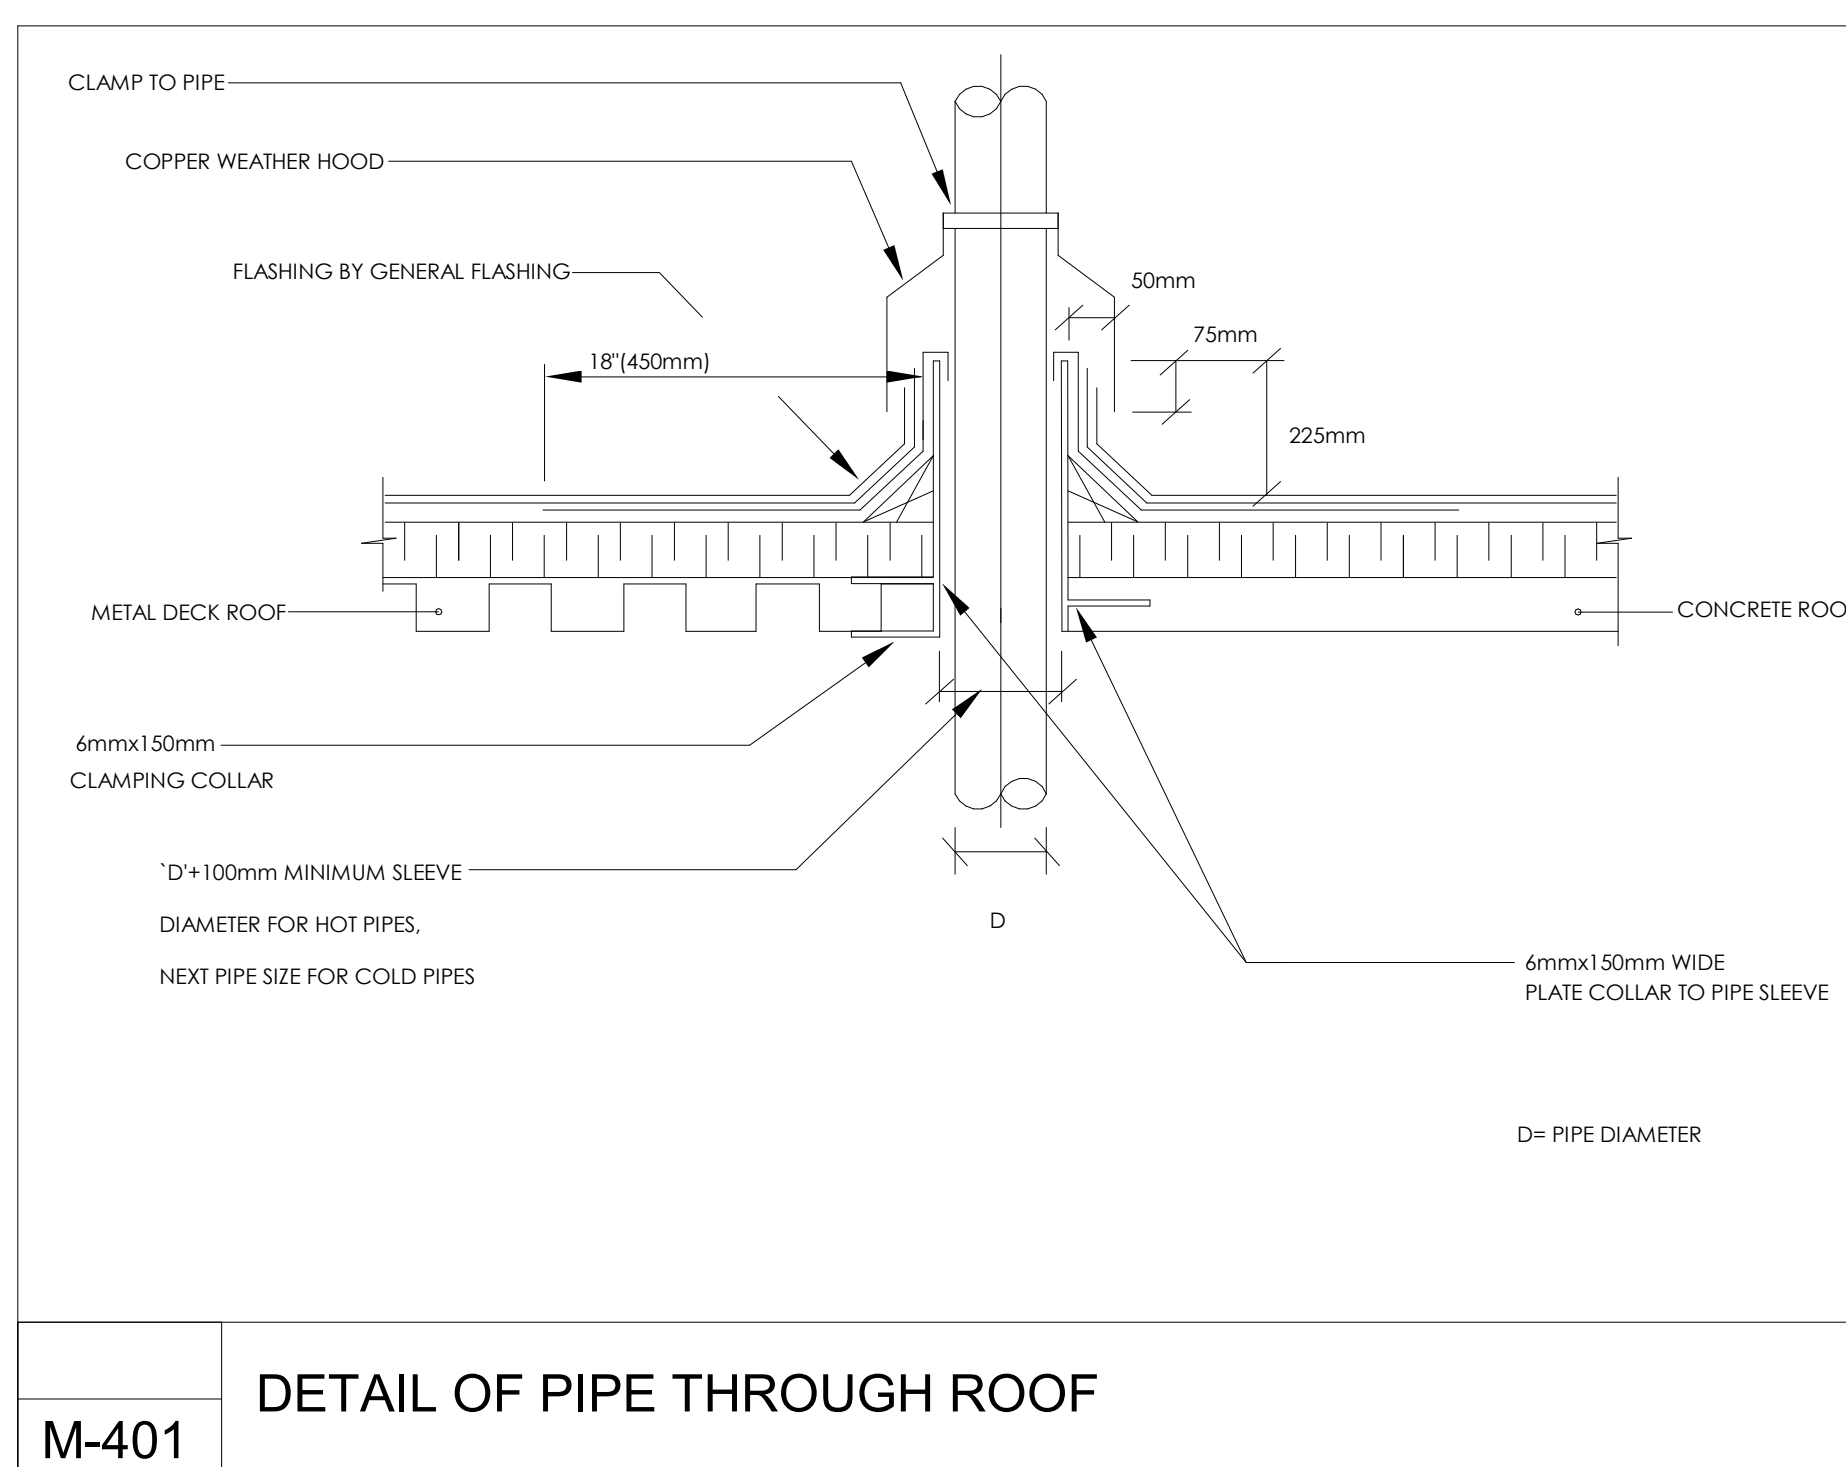 CLAMP TO PIPE
COPPER WEATHER HOOD
FLASHING BY GENERAL FLASHING
50mm
75mm
18"(450mm)
225mm
METAL DECK ROOF
CONCRETE ROO
6mmx150mm
CLAMPING COLLAR
`D'+100mm MINIMUM SLEEVE
DIAMETER FOR HOT PIPES,
NEXT PIPE SIZE FOR COLD PIPES
D
6mmx150mm WIDE
PLATE COLLAR TO PIPE SLEEVE
D= PIPE DIAMETER
DETAIL OF PIPE THROUGH ROOF
M-401